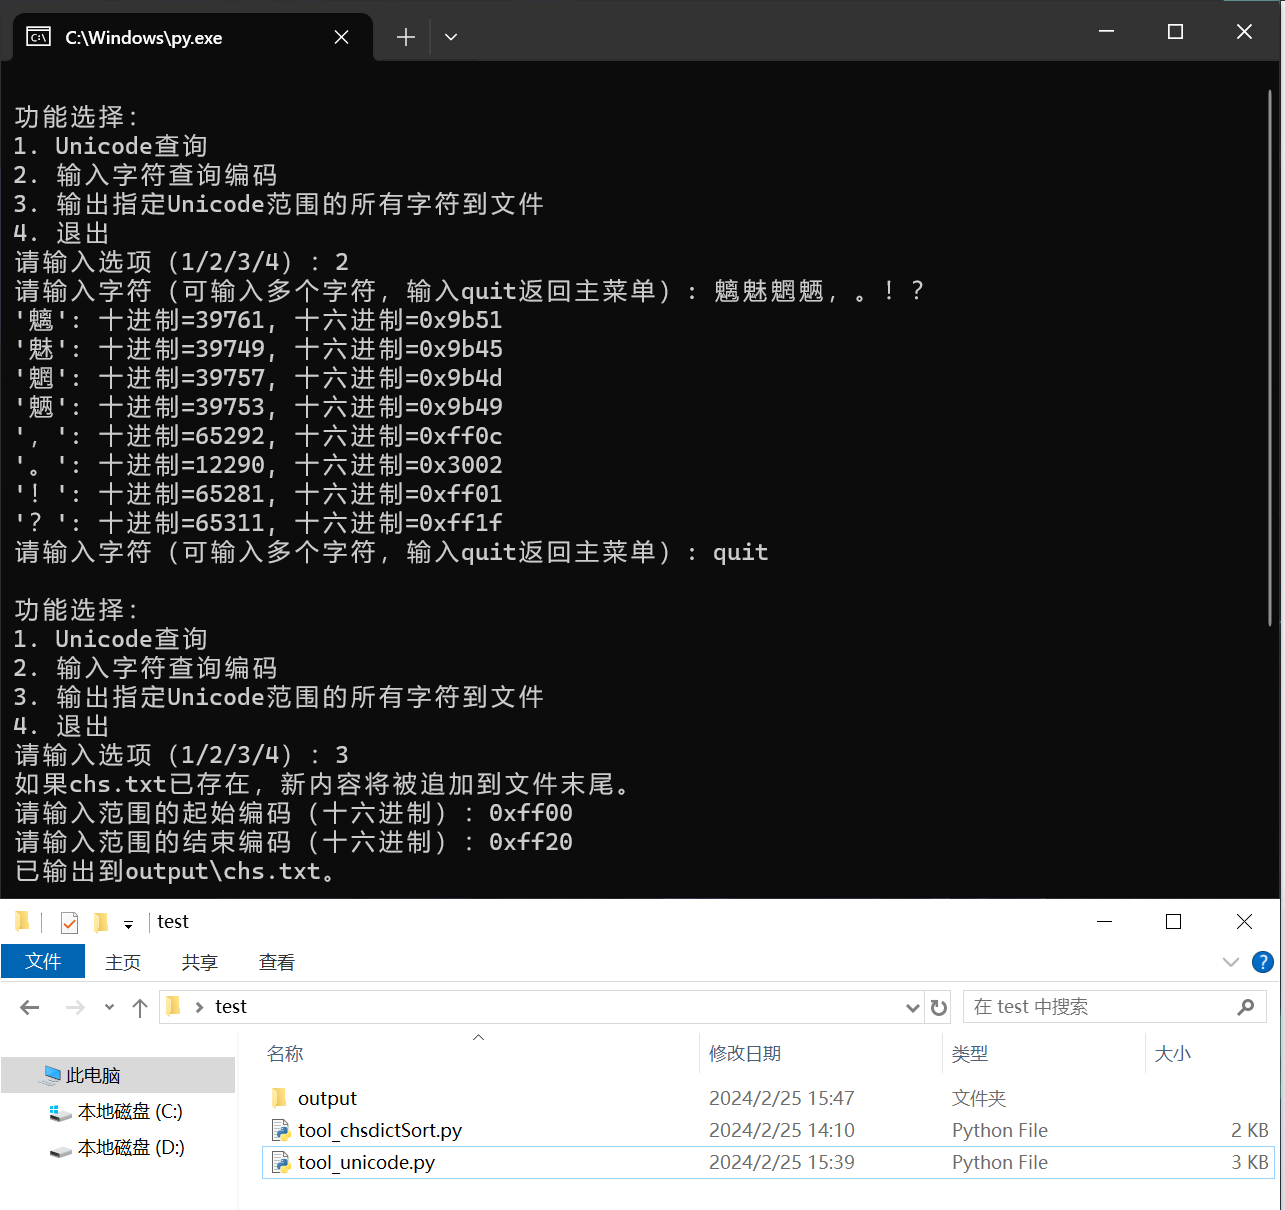 C:\Windows\py.exe
功能选择：
1. Unicode查询
2. 输入字符查询编码
3. 输出指定Unicode范围的所有字符到文件
4. 退出
请输入选项（1/2/3/4）：2
请输入字符（可输入多个字符，输入quit返回主菜单）：魑魅魍魉，。！？
'魑': 十进制=39761, 十六进制=0x9b51
'魅': 十进制=39749, 十六进制=0x9b45
'魍': 十进制=39757, 十六进制=0x9b4d
'魉': 十进制=39753, 十六进制=0x9b49
'，': 十进制=65292, 十六进制=0xff0c
'。': 十进制=12290, 十六进制=0x3002
'！': 十进制=65281, 十六进制=0xff01
'？': 十进制=65311, 十六进制=0xff1f
请输入字符（可输入多个字符，输入quit返回主菜单）：quit
功能选择：
1. Unicode查询
2. 输入字符查询编码
3. 输出指定Unicode范围的所有字符到文件
4. 退出
请输入选项（1/2/3/4）：3
如果chs.txt已存在，新内容将被追加到文件末尾。
请输入范围的起始编码（十六进制）：0xff00
请输入范围的结束编码（十六进制）：0xff20
已输出到output\chs.txt。
test
文件 主页 共享 查看
test 在 test 中搜索
名称 修改日期 类型 大小
此电脑
本地磁盘 (C:)
本地磁盘 (D:)
output 2024/2/25 15:47 文件夹
tool_chsdictSort.py 2024/2/25 14:10 Python File 2 KB
tool_unicode.py 2024/2/25 15:39 Python File 3 KB